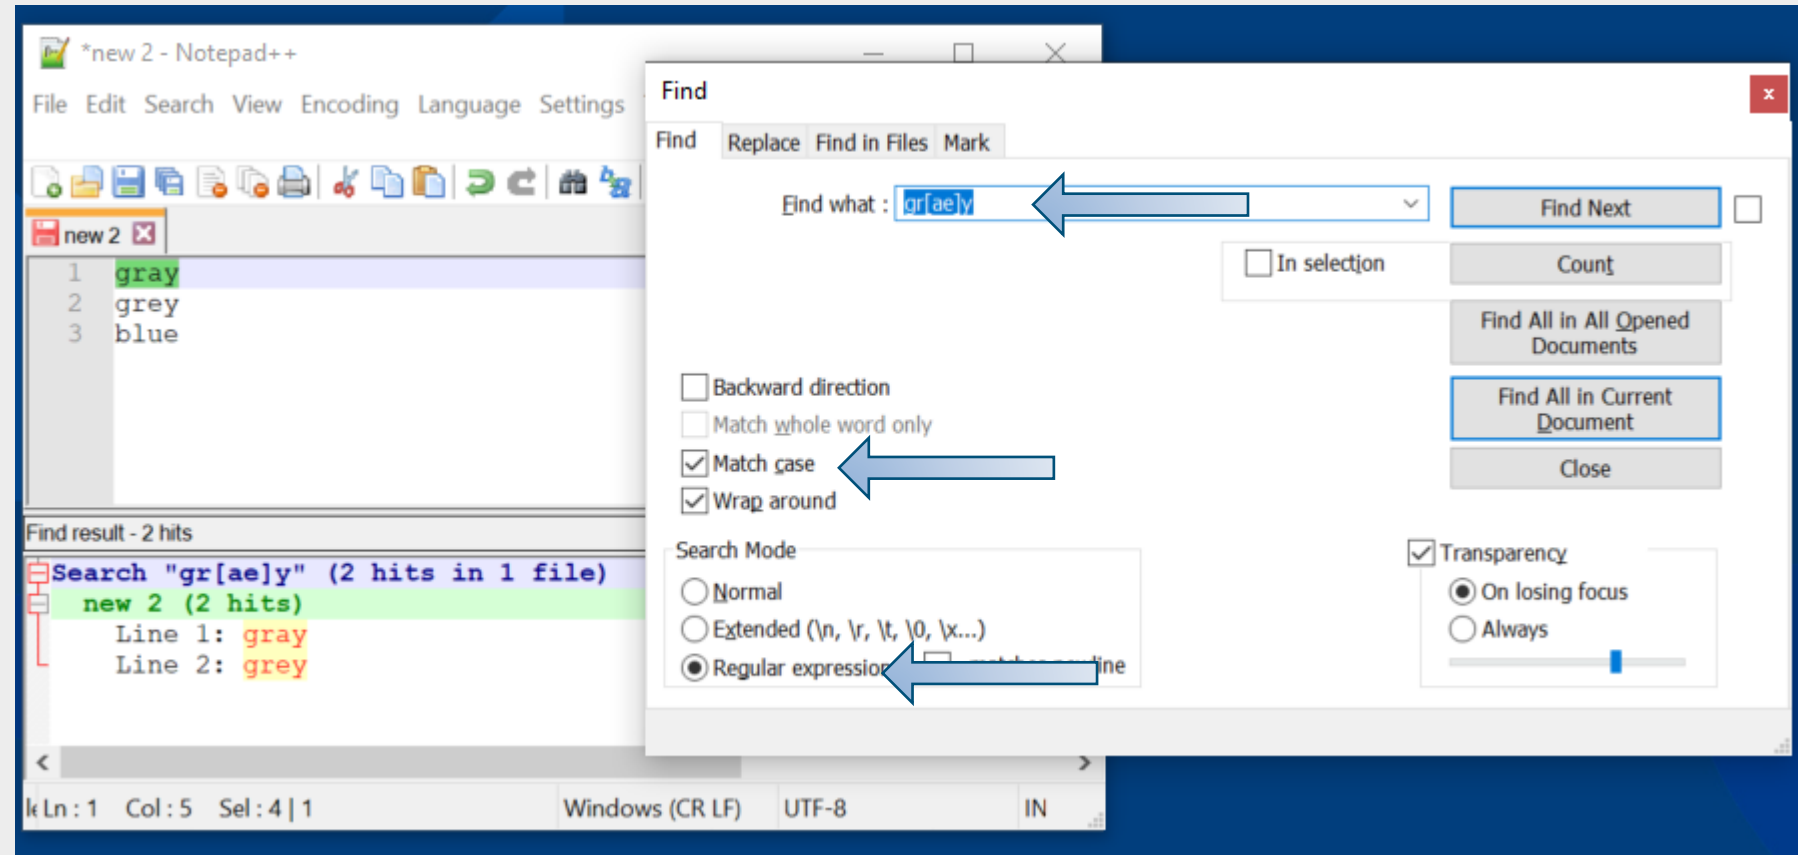 *new 2 - Notepad++
File Edit Search View Encoding Language Settings
new 2
1 gray
2 grey
3 blue
Find result - 2 hits
Search "gr[ae]y" (2 hits in 1 file)
new 2 (2 hits)
Line 1: gray
Line 2: grey
Ln : 1 Col : 5 Sel : 4 | 1 Windows (CR LF) UTF-8 IN
Find
x
Find Replace Find in Files Mark
Find what : gr[ae]y
Find Next
In selection
Count
Find All in All Opened
Documents
Backward direction
Find All in Current
Document
Match whole word only
Match case
Close
Wrap around
Search Mode
Normal
Extended (\n, \r, \t, \0, \x...)
Regular expression
Transparency
On losing focus
Always